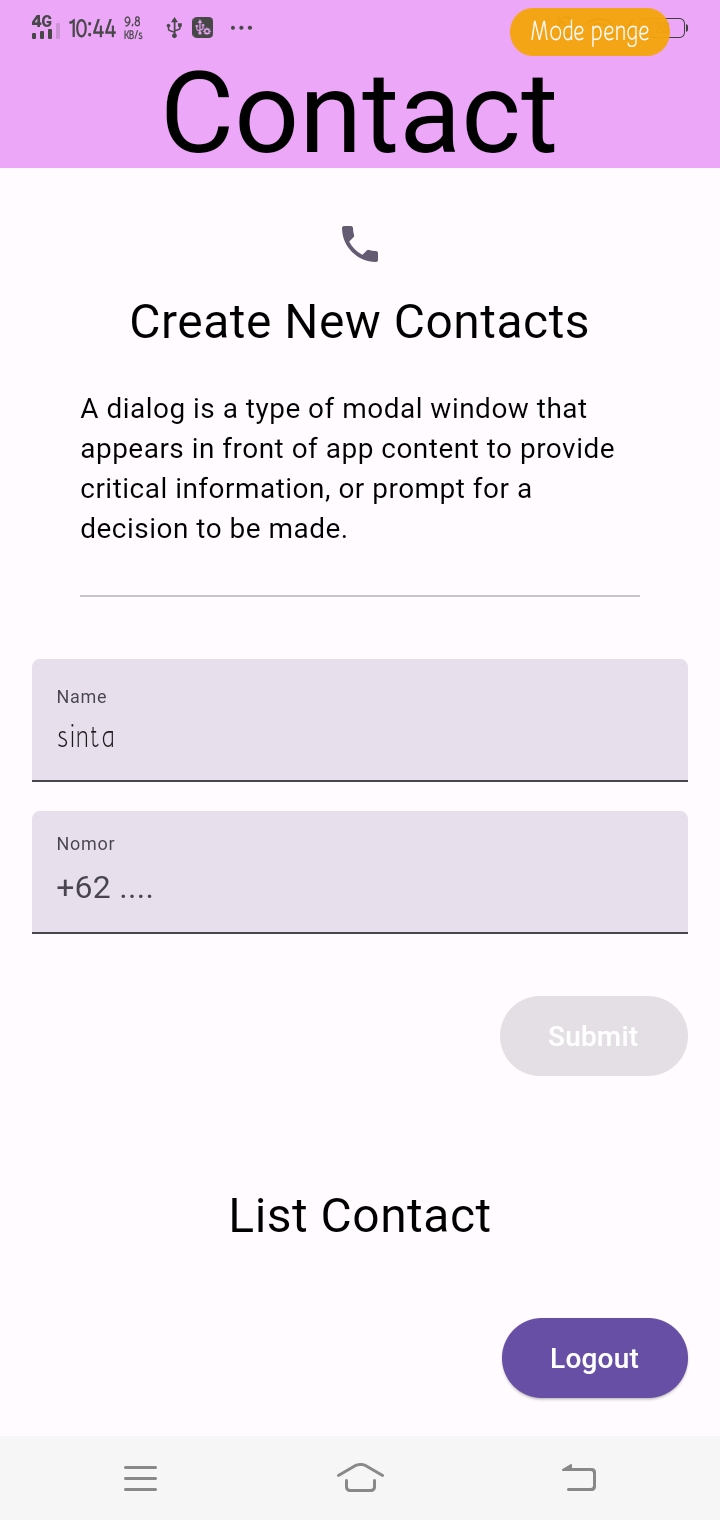 4G 10:44 9.8 KB/s ... Mode penge
Contact
Create New Contacts
A dialog is a type of modal window that
appears in front of app content to provide
critical information, or prompt for a
decision to be made.
Name
sinta
Nomor
+62 ....
Submit
List Contact
Logout